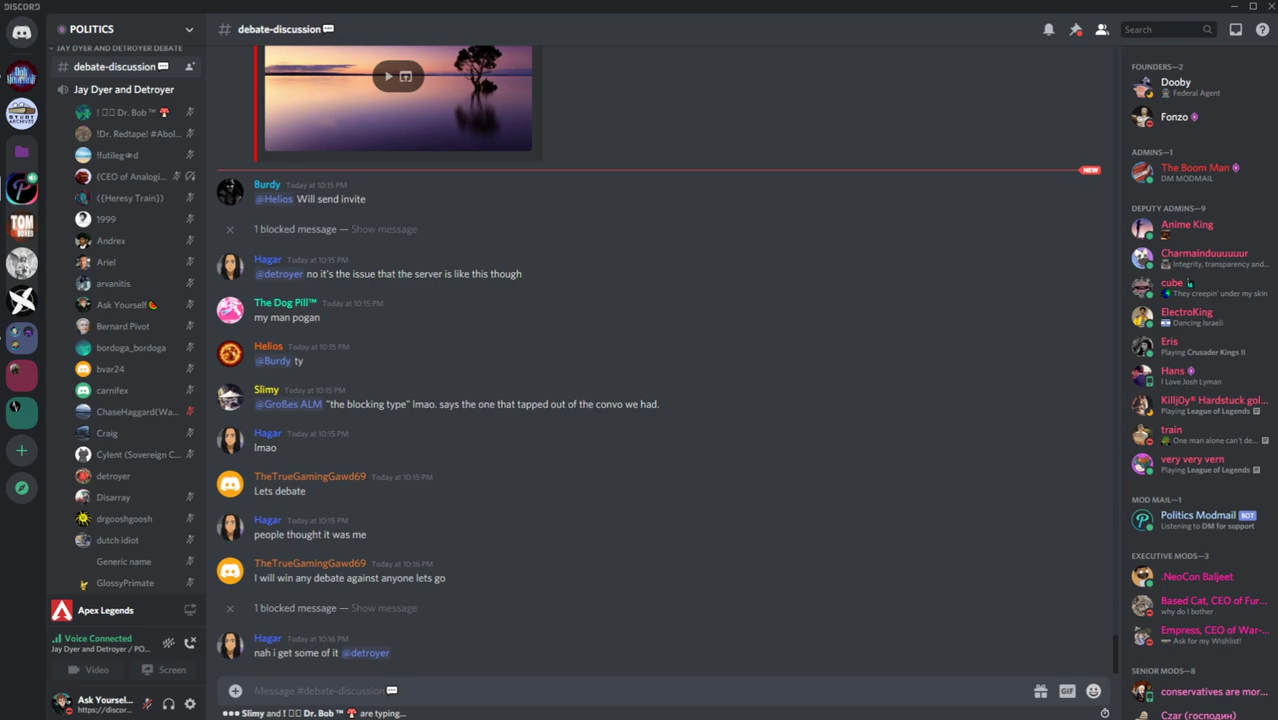 DISCORD
POLITICS
JAY DYER AND DETROYER DEBATE
debate-discussion
Jay Dyer and Detroyer
! Dr. Bob ™
!Dr. Redtape! #Abol...
!futileg d
(CEO of Analogi...
({Heresy Train})
1999
Andrex
Ariel
arvanitis
Ask Yourself
Bernard Pivot
bordoga_bordoga
bvar24
carnifex
ChaseHaggard(Wa...
Craig
Cylent (Sovereign C...
detroyer
Disarray
drgooshgoosh
dutch idiot
Generic name
GlossyPrimate
Apex Legends
Voice Connected
Jay Dyer and Detroyer / PO...
Video
Screen
Ask Yoursel...
https://discor...
STUDY
ARCHIVES
TOM
# debate-discussion
Search
NEW
Burdy Today at 10:15 PM
@Helios Will send invite
1 blocked message — Show message
Hagar Today at 10:15 PM
@detroyer no it's the issue that the server is like this though
The Dog Pill™ Today at 10:15 PM
my man pogan
Helios Today at 10:15 PM
@Burdy ty
Slimy Today at 10:15 PM
@Großes ALM "the blocking type" lmao. says the one that tapped out of the convo we had.
Hagar Today at 10:15 PM
lmao
TheTrueGamingGawd69 Today at 10:15 PM
Lets debate
Hagar Today at 10:15 PM
people thought it was me
TheTrueGamingGawd69 Today at 10:16 PM
I will win any debate against anyone lets go
1 blocked message — Show message
Hagar Today at 10:16 PM
nah i get some of it @detroyer
Message #debate-discussion
GIF
Slimy and ! Dr. Bob ™ are typing...
FOUNDERS—2
Dooby
Federal Agent
Fonzo
ADMINS—1
The Boom Man
DM MODMAIL
DEPUTY ADMINS—9
Anime King
Charmainduuuuuur
Integrity, transparency and...
cube
They creepin' under my skin
ElectroKing
Dancing Israeli
Eris
Playing Crusader Kings II
Hans
I Love Josh Lyman
Killj0y® Hardstuck gol...
Playing League of Legends
train
One man alone can't de...
very very vern
Playing League of Legends
MOD MAIL—1
Politics Modmail BOT
Listening to DM for support
EXECUTIVE MODS—3
.NeoCon Baljeet
Based Cat, CEO of Fur...
why do I bother
Empress, CEO of War-...
Ask for my Wishlist!
SENIOR MODS—8
conservatives are mor...
Czar (господин)